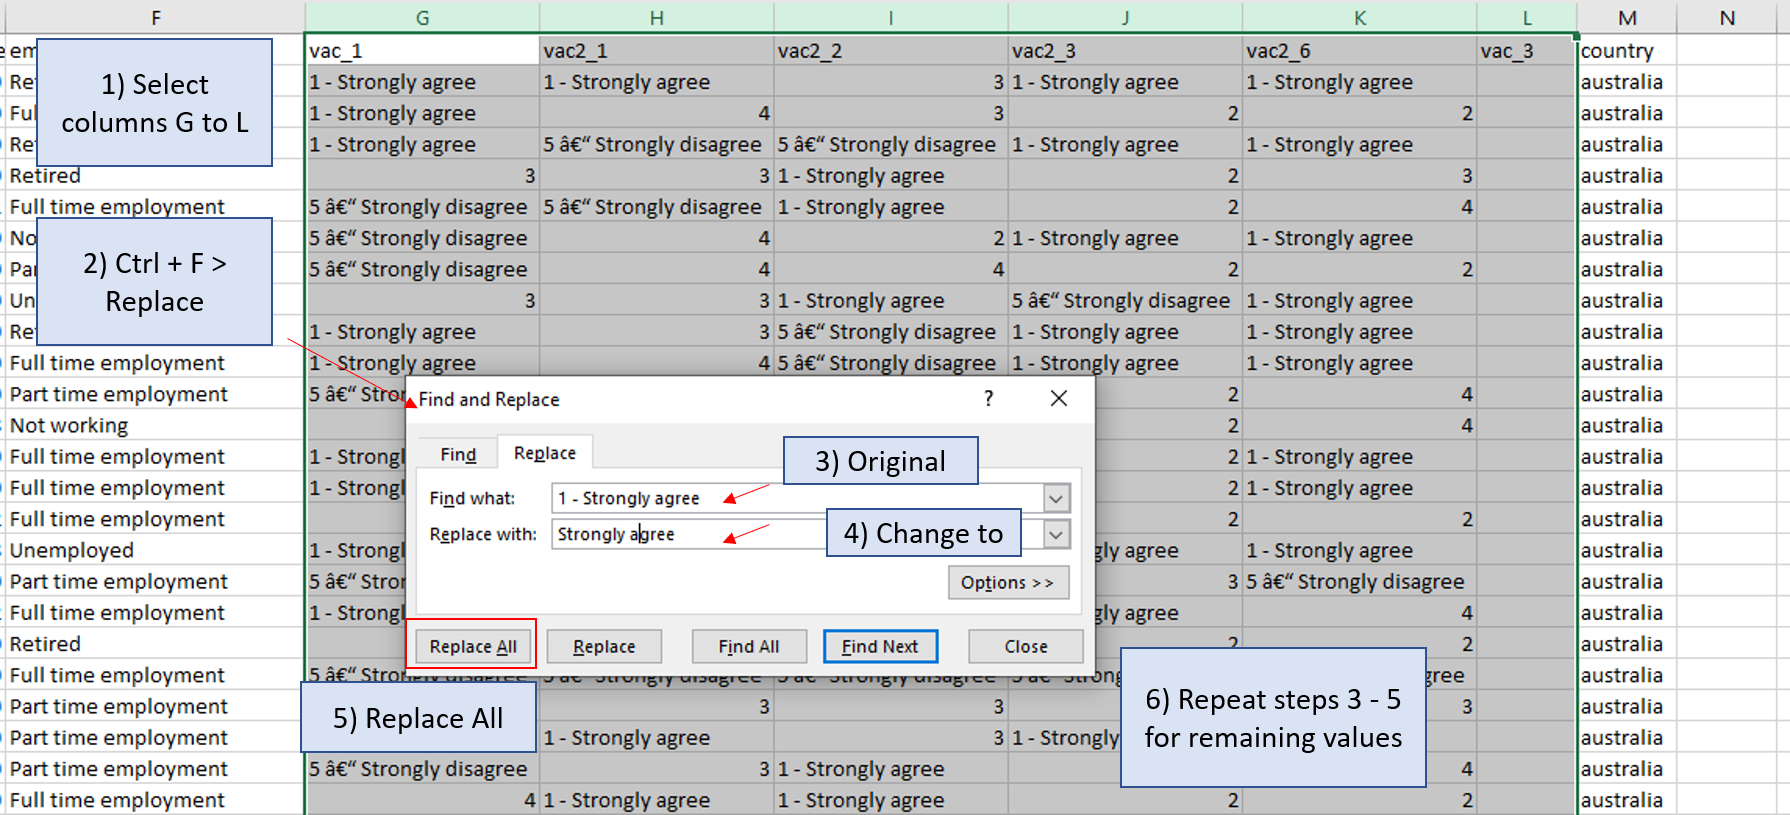 F G H I J K L M N
e em vac_1 vac2_1 vac2_2 vac2_3 vac2_6 vac_3 country
Re 1 - Strongly agree 1 - Strongly agree 3 1 - Strongly agree 1 - Strongly agree australia
1) Select
columns G to L
Ful 1 - Strongly agree 4 3 2 2 australia
Re 1 - Strongly agree 5 â€“ Strongly disagree 5 â€“ Strongly disagree 1 - Strongly agree 1 - Strongly agree australia
Retired 3 3 1 - Strongly agree 2 3 australia
Full time employment 5 â€“ Strongly disagree 5 â€“ Strongly disagree 1 - Strongly agree 2 4 australia
No 5 â€“ Strongly disagree 4 2 1 - Strongly agree 1 - Strongly agree australia
2) Ctrl + F >
Replace
Par 5 â€“ Strongly disagree 4 4 2 2 australia
Un 3 3 1 - Strongly agree 5 â€“ Strongly disagree 1 - Strongly agree australia
Re 1 - Strongly agree 3 5 â€“ Strongly disagree 1 - Strongly agree 1 - Strongly agree australia
Full time employment 1 - Strongly agree 4 5 â€“ Strongly disagree 1 - Strongly agree 1 - Strongly agree australia
Part time employment 5 â€“ Stron 2 4 australia
Find and Replace ? ×
Not working 2 4 australia
Full time employment 1 - Strongl 2 1 - Strongly agree australia
Find Replace
3) Original
Full time employment 1 - Strongl 2 1 - Strongly agree australia
Find what: 1 - Strongly agree
Full time employment 2 2 australia
Replace with: Strongly agree
4) Change to
Unemployed 1 - Strongl gly agree 1 - Strongly agree australia
Part time employment 5 â€“ Stron 3 5 â€“ Strongly disagree australia
Options >>
Full time employment 1 - Strongl gly agree 4 australia
Retired 2 2 australia
Replace All Replace Find All Find Next Close
Full time employment 5 â€“ Strongly disagree 5 â€“ Strongly disagree 5 â€“ Strongly disagree 5 â€“ Strong gree australia
Part time employment 3 3 3 australia
5) Replace All
6) Repeat steps 3 - 5
for remaining values
Part time employment 1 - Strongly agree 3 1 - Strongly australia
Part time employment 5 â€“ Strongly disagree 3 1 - Strongly agree 4 australia
Full time employment 4 1 - Strongly agree 1 - Strongly agree 2 2 australia